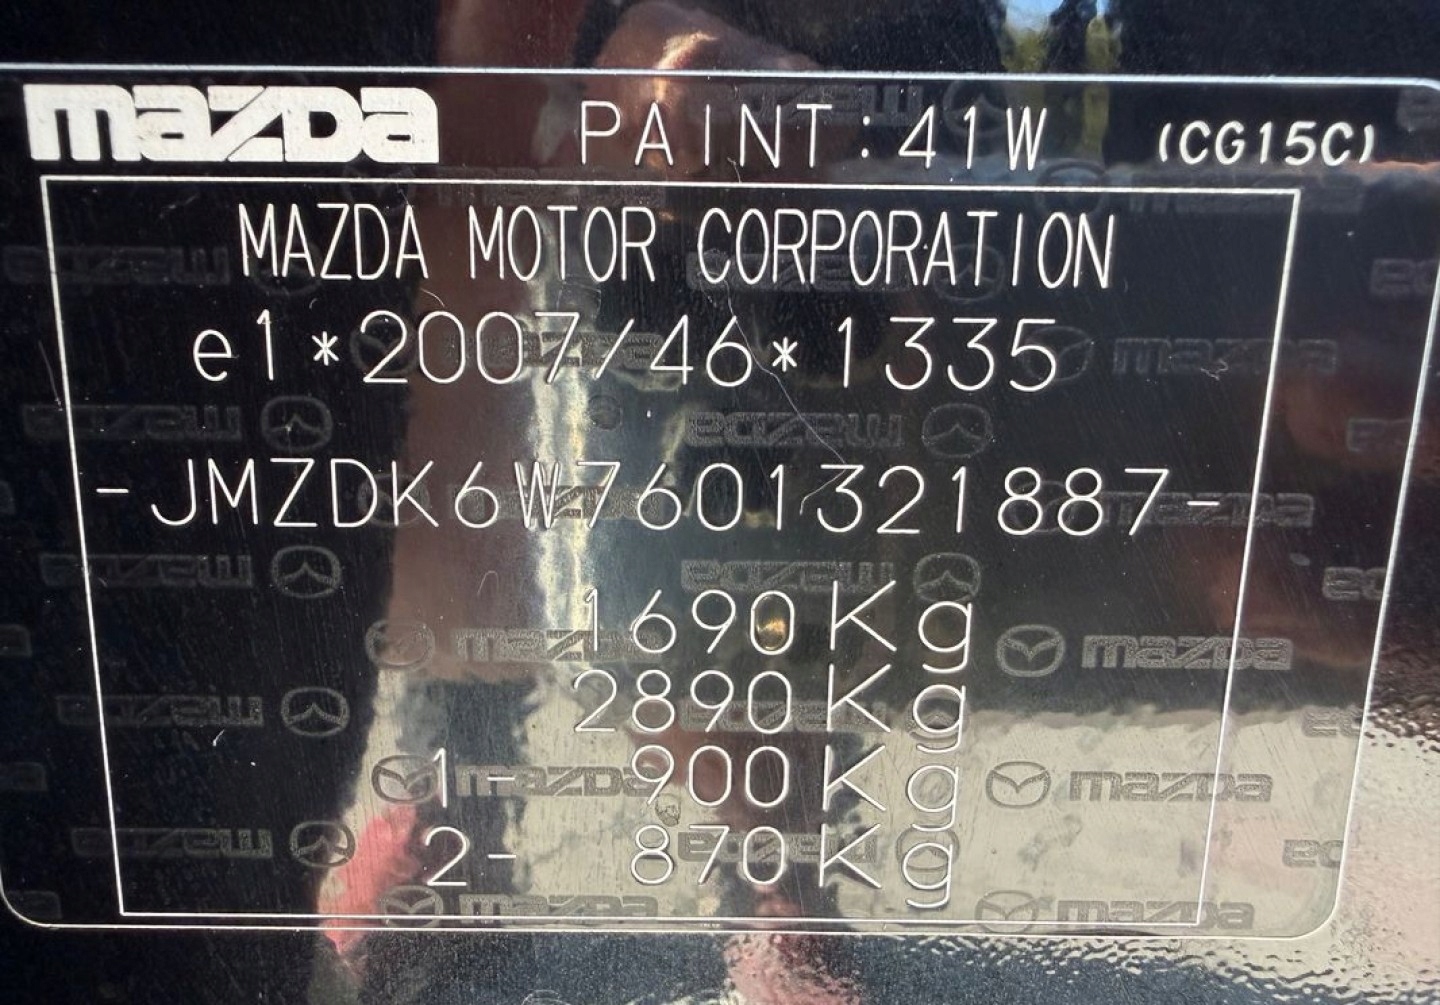 mazda PAINT:41W (CG15C)
MAZDA MOTOR CORPORATION
e1*2007/46*1335
-JMZDK6W7601321887-
1690Kg
2890Kg
1- 900Kg
2- 870Kg